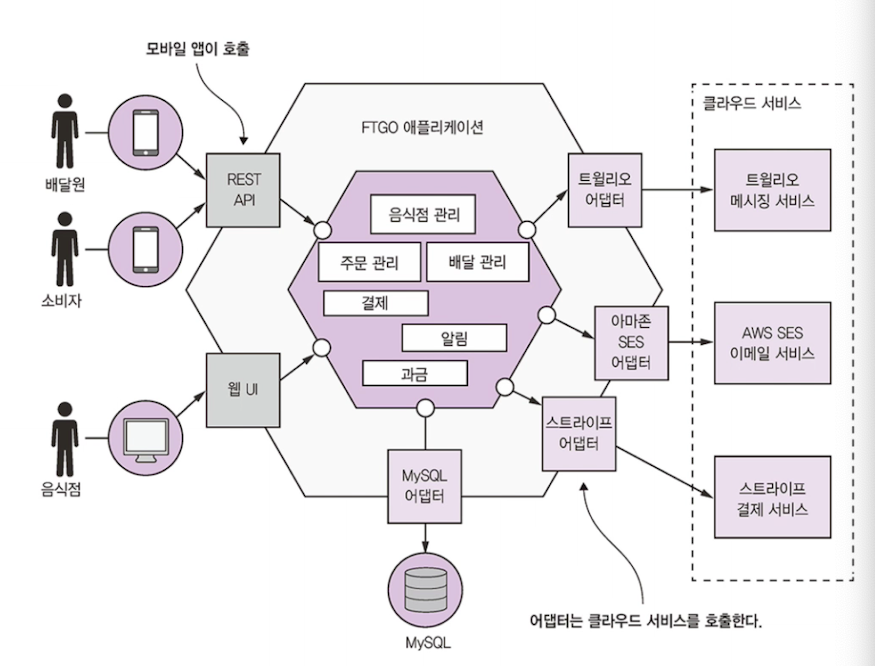 모바일 앱이 호출
클라우드 서비스
FTGO 애플리케이션
배달원
REST
API
트윌리오
어댑터
트윌리오
메시징 서비스
음식점 관리
주문 관리
배달 관리
소비자
결제
알림
과금
아마존
SES
어댑터
AWS SES
이메일 서비스
웹 UI
스트라이프
어댑터
음식점
MySQL
어댑터
스트라이프
결제 서비스
어댑터는 클라우드 서비스를 호출한다.
MySQL